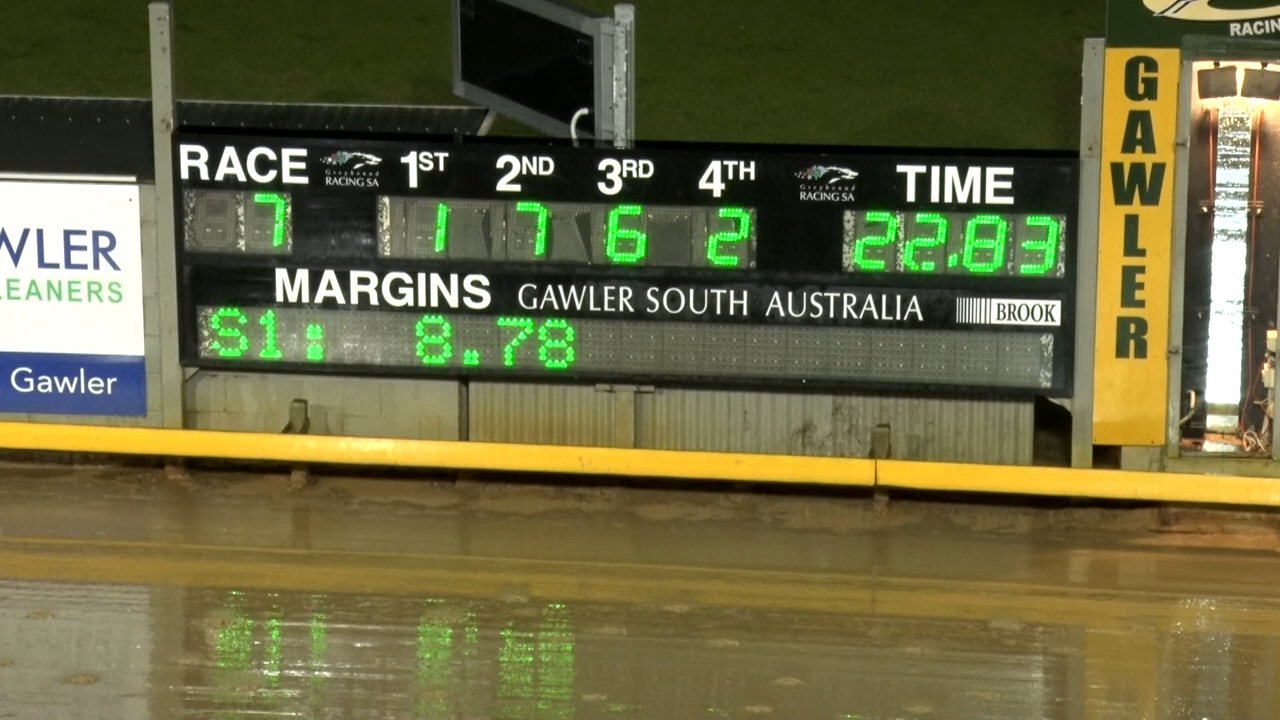 RACIN
GAWLER
RACE 1ST 2ND 3RD 4TH TIME
Greyhound RACING SA
Greyhound RACING SA
7 1 7 6 2 22.83
MARGINS GAWLER SOUTH AUSTRALIA BROOK
S1: 8.78
WLER
LEANERS
Gawler